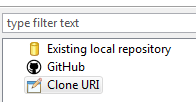 type filter text
Existing local repository
GitHub
Clone URI